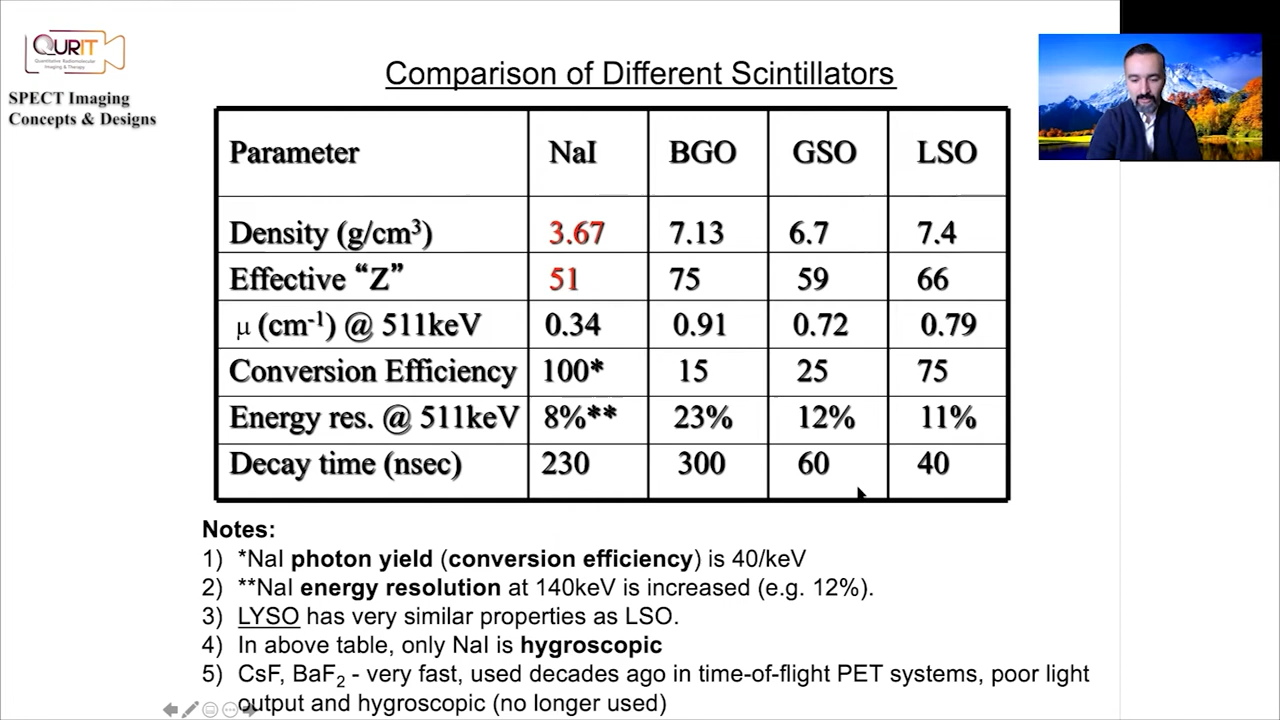 QURIT
Quantitative Radiomolecular
Imaging & Therapy
SPECT Imaging
Concepts & Designs
Comparison of Different Scintillators
Parameter NaI BGO GSO LSO
Density (g/cm³) 3.67 7.13 6.7 7.4
Effective “Z” 51 75 59 66
μ (cm⁻¹) @ 511keV 0.34 0.91 0.72 0.79
Conversion Efficiency 100* 15 25 75
Energy res. @ 511keV 8%** 23% 12% 11%
Decay time (nsec) 230 300 60 40
Notes:
1) *NaI photon yield (conversion efficiency) is 40/keV
2) **NaI energy resolution at 140keV is increased (e.g. 12%).
3) LYSO has very similar properties as LSO.
4) In above table, only NaI is hygroscopic
5) CsF, BaF₂ - very fast, used decades ago in time-of-flight PET systems, poor light
output and hygroscopic (no longer used)